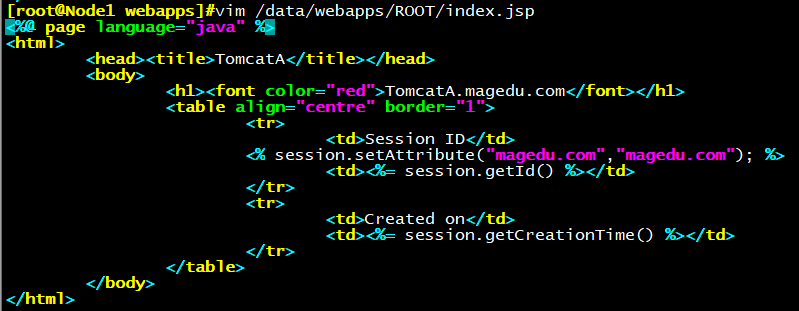 [root@Node1 webapps]#vim /data/webapps/ROOT/index.jsp
<%@ page language="java" %>
<html>
        <head><title>TomcatA</title></head>
        <body>
                <h1><font color="red">TomcatA.magedu.com</font></h1>
                <table align="centre" border="1">
                        <tr>
                                <td>Session ID</td>
                        <% session.setAttribute("magedu.com","magedu.com"); %>
                                <td><%= session.getId() %></td>
                        </tr>
                        <tr>
                                <td>Created on</td>
                                <td><%= session.getCreationTime() %></td>
                        </tr>
                </table>
        </body>
</html>